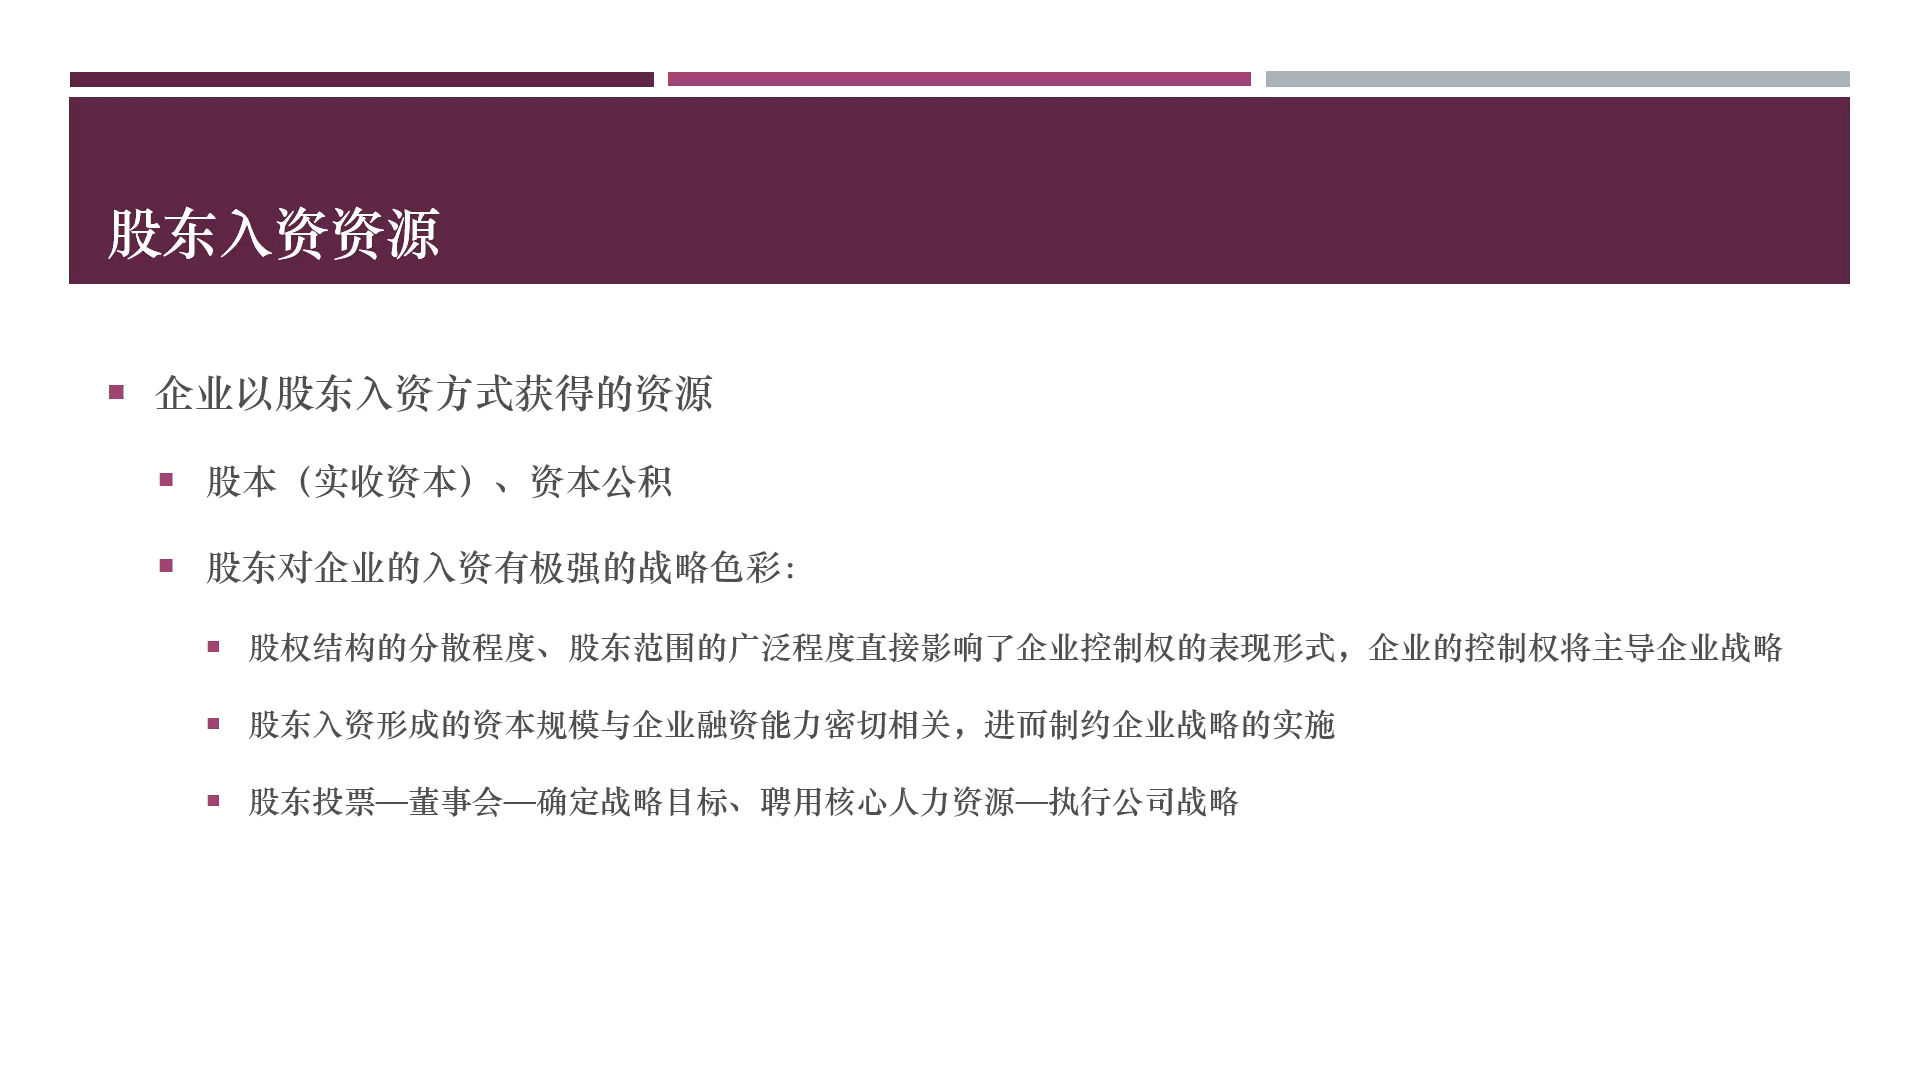 股东入资资源
企业以股东入资方式获得的资源
股本（实收资本）、资本公积
股东对企业的入资有极强的战略色彩：
股权结构的分散程度、股东范围的广泛程度直接影响了企业控制权的表现形式，企业的控制权将主导企业战略
股东入资形成的资本规模与企业融资能力密切相关，进而制约企业战略的实施
股东投票—董事会—确定战略目标、聘用核心人力资源—执行公司战略